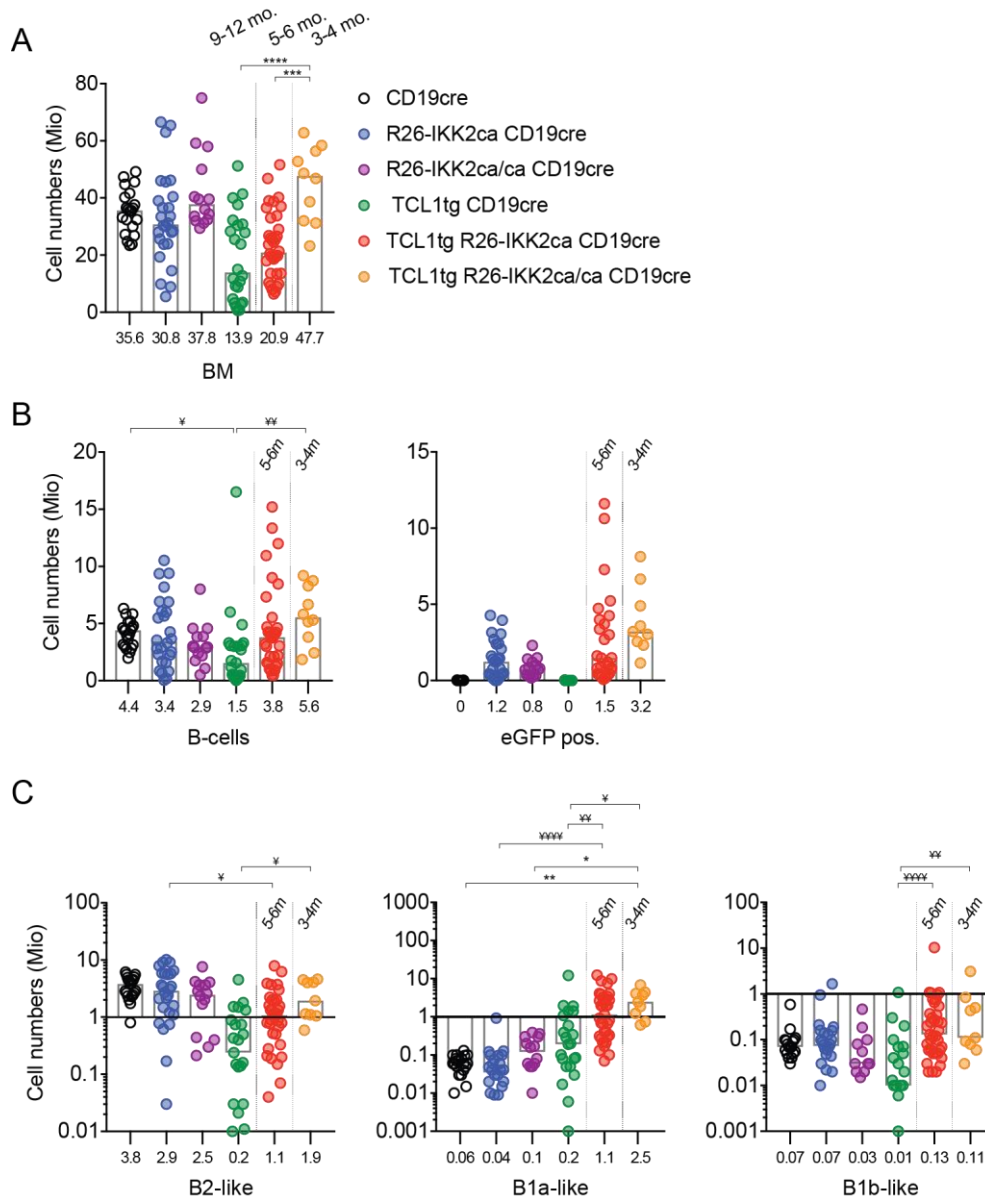 A
9-12 mo.
5-6 mo.
3-4 mo.
****
***
Cell numbers (Mio)
80
60
40
20
0
35.6 30.8 37.8 13.9 20.9 47.7
BM
CD19cre
R26-IKK2ca CD19cre
R26-IKK2ca/ca CD19cre
TCL1tg CD19cre
TCL1tg R26-IKK2ca CD19cre
TCL1tg R26-IKK2ca/ca CD19cre
B
¥ ¥¥
Cell numbers (Mio)
20
15
10
5
0
5-6m 3-4m
4.4 3.4 2.9 1.5 3.8 5.6
B-cells
15
10
5
0
5-6m 3-4m
0 1.2 0.8 0 1.5 3.2
eGFP pos.
C
¥
¥
Cell numbers (Mio)
100
10
1
0.1
0.01
5-6m 3-4m
3.8 2.9 2.5 0.2 1.1 1.9
B2-like
¥
¥¥
¥¥¥¥
*
**
1000
100
10
1
0.1
0.01
0.001
5-6m 3-4m
0.06 0.04 0.1 0.2 1.1 2.5
B1a-like
¥¥
¥¥¥¥
100
10
1
0.1
0.01
0.001
5-6m 3-4m
0.07 0.07 0.03 0.01 0.13 0.11
B1b-like